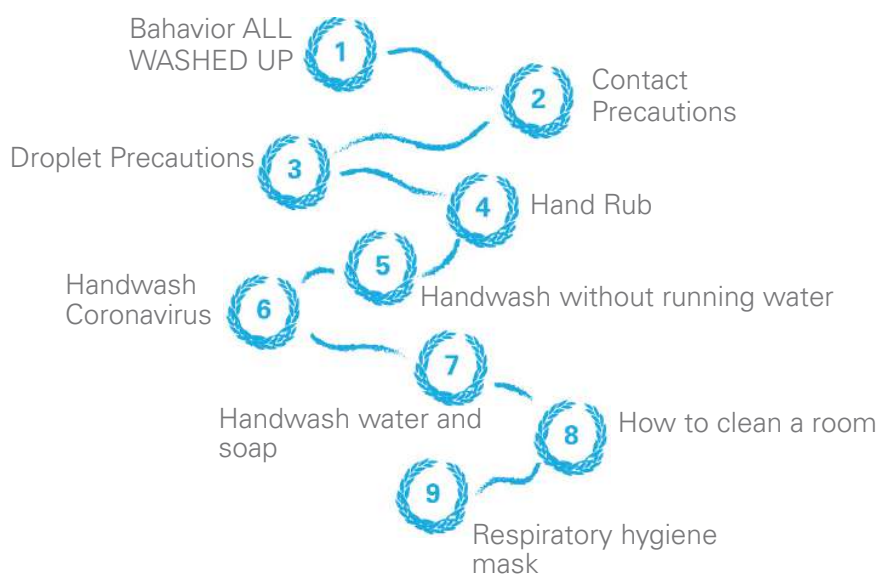 Bahavior ALL
WASHED UP
1
2
Contact
Precautions
Droplet Precautions
3
4
Hand Rub
5
Handwash without running water
Handwash
Coronavirus
6
7
Handwash water and
soap
8
How to clean a room
9
Respiratory hygiene
mask